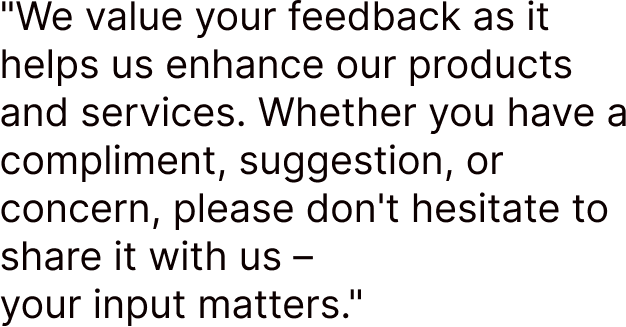 "We value your feedback as it
helps us enhance our products
and services. Whether you have a
compliment, suggestion, or
concern, please don't hesitate to
share it with us –
your input matters."